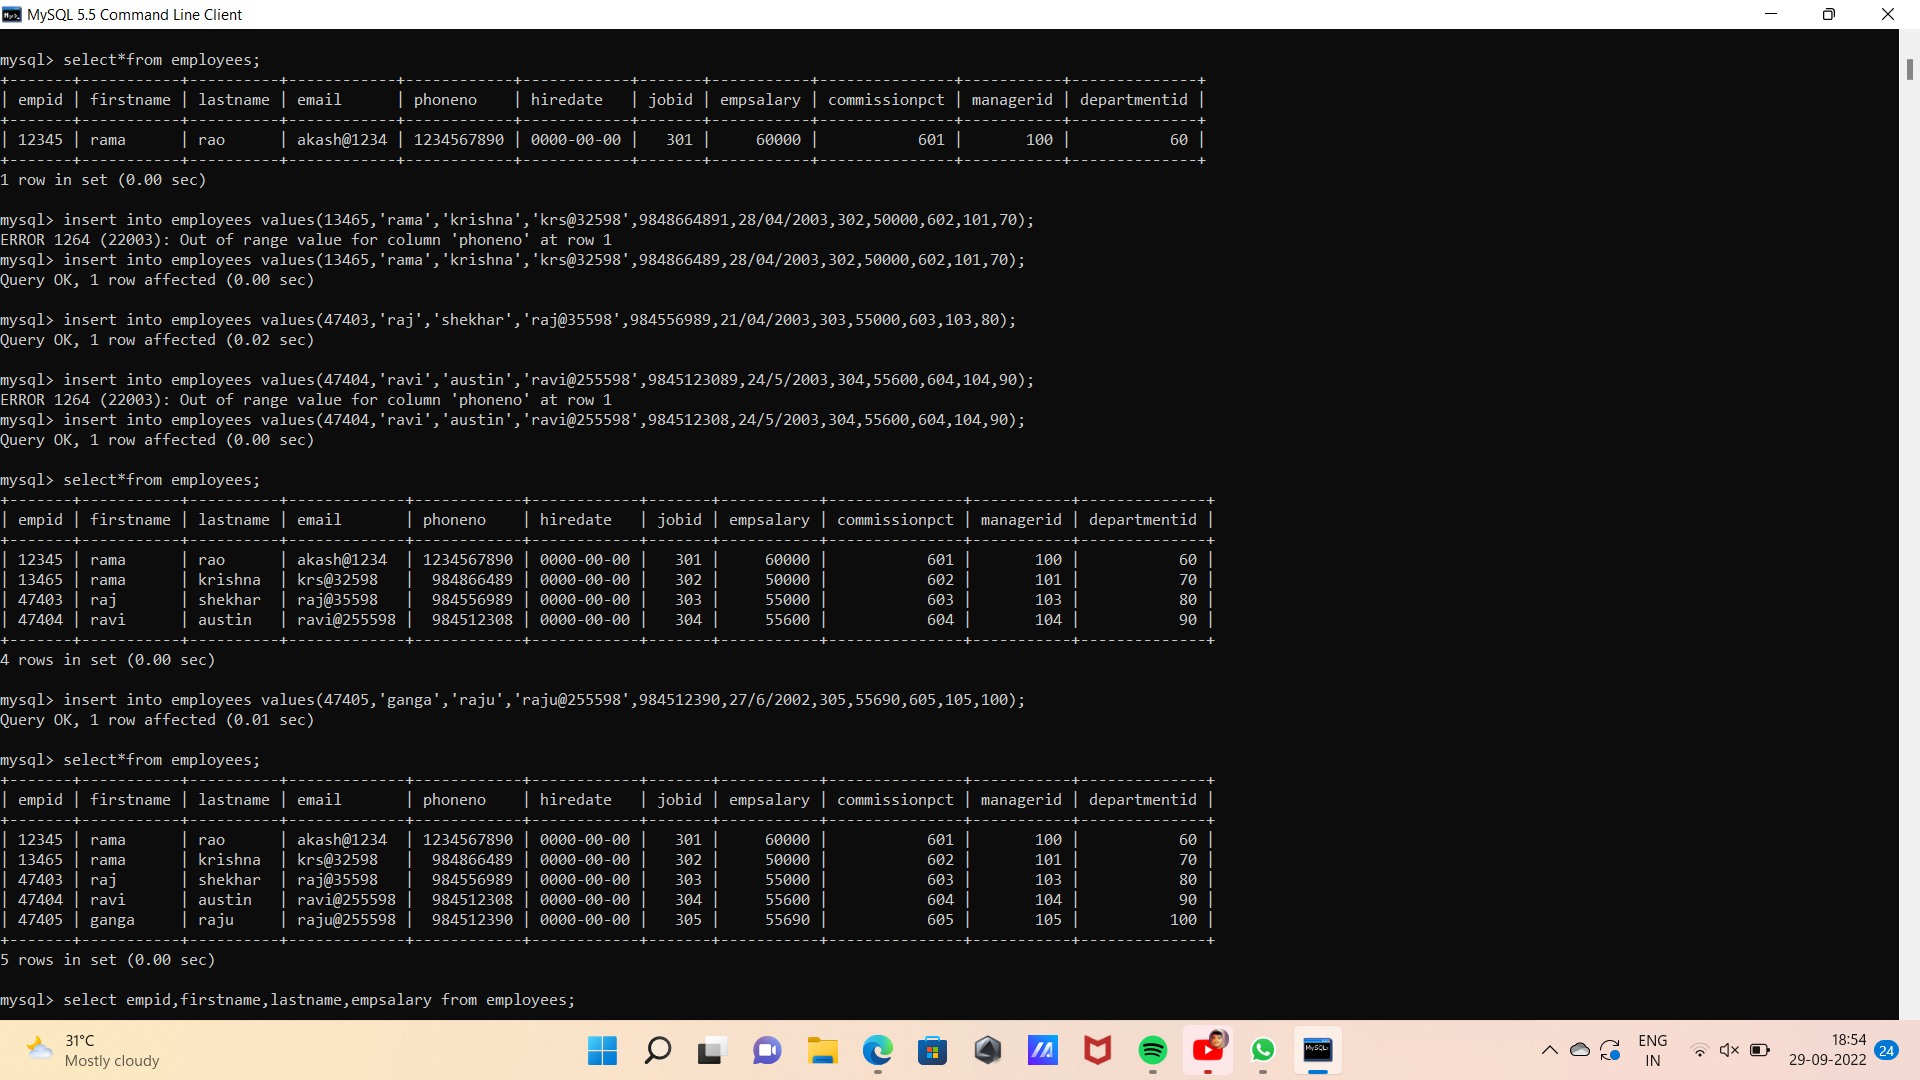 MySQL 5.5 Command Line Client
mysql> select*from employees;
+-------+-----------+----------+------------+------------+------------+-------+-----------+---------------+-----------+--------------+
| empid | firstname | lastname | email      | phoneno    | hiredate   | jobid | empsalary | commissionpct | managerid | departmentid |
+-------+-----------+----------+------------+------------+------------+-------+-----------+---------------+-----------+--------------+
| 12345 | rama      | rao      | akash@1234 | 1234567890 | 0000-00-00 |   301 |     60000 |           601 |       100 |           60 |
+-------+-----------+----------+------------+------------+------------+-------+-----------+---------------+-----------+--------------+
1 row in set (0.00 sec)
mysql> insert into employees values(13465,'rama','krishna','krs@32598',9848664891,28/04/2003,302,50000,602,101,70);
ERROR 1264 (22003): Out of range value for column 'phoneno' at row 1
mysql> insert into employees values(13465,'rama','krishna','krs@32598',984866489,28/04/2003,302,50000,602,101,70);
Query OK, 1 row affected (0.00 sec)
mysql> insert into employees values(47403,'raj','shekhar','raj@35598',984556989,21/04/2003,303,55000,603,103,80);
Query OK, 1 row affected (0.02 sec)
mysql> insert into employees values(47404,'ravi','austin','ravi@255598',9845123089,24/5/2003,304,55600,604,104,90);
ERROR 1264 (22003): Out of range value for column 'phoneno' at row 1
mysql> insert into employees values(47404,'ravi','austin','ravi@255598',984512308,24/5/2003,304,55600,604,104,90);
Query OK, 1 row affected (0.00 sec)
mysql> select*from employees;
+-------+-----------+----------+-------------+------------+------------+-------+-----------+---------------+-----------+--------------+
| empid | firstname | lastname | email       | phoneno    | hiredate   | jobid | empsalary | commissionpct | managerid | departmentid |
+-------+-----------+----------+-------------+------------+------------+-------+-----------+---------------+-----------+--------------+
| 12345 | rama      | rao      | akash@1234  | 1234567890 | 0000-00-00 |   301 |     60000 |           601 |       100 |           60 |
| 13465 | rama      | krishna  | krs@32598   |  984866489 | 0000-00-00 |   302 |     50000 |           602 |       101 |           70 |
| 47403 | raj       | shekhar  | raj@35598   |  984556989 | 0000-00-00 |   303 |     55000 |           603 |       103 |           80 |
| 47404 | ravi      | austin   | ravi@255598 |  984512308 | 0000-00-00 |   304 |     55600 |           604 |       104 |           90 |
+-------+-----------+----------+-------------+------------+------------+-------+-----------+---------------+-----------+--------------+
4 rows in set (0.00 sec)
mysql> insert into employees values(47405,'ganga','raju','raju@255598',984512390,27/6/2002,305,55690,605,105,100);
Query OK, 1 row affected (0.01 sec)
mysql> select*from employees;
+-------+-----------+----------+-------------+------------+------------+-------+-----------+---------------+-----------+--------------+
| empid | firstname | lastname | email       | phoneno    | hiredate   | jobid | empsalary | commissionpct | managerid | departmentid |
+-------+-----------+----------+-------------+------------+------------+-------+-----------+---------------+-----------+--------------+
| 12345 | rama      | rao      | akash@1234  | 1234567890 | 0000-00-00 |   301 |     60000 |           601 |       100 |           60 |
| 13465 | rama      | krishna  | krs@32598   |  984866489 | 0000-00-00 |   302 |     50000 |           602 |       101 |           70 |
| 47403 | raj       | shekhar  | raj@35598   |  984556989 | 0000-00-00 |   303 |     55000 |           603 |       103 |           80 |
| 47404 | ravi      | austin   | ravi@255598 |  984512308 | 0000-00-00 |   304 |     55600 |           604 |       104 |           90 |
| 47405 | ganga     | raju     | raju@255598 |  984512390 | 0000-00-00 |   305 |     55690 |           605 |       105 |          100 |
+-------+-----------+----------+-------------+------------+------------+-------+-----------+---------------+-----------+--------------+
5 rows in set (0.00 sec)
mysql> select empid,firstname,lastname,empsalary from employees;
31°C
Mostly cloudy
MySQL
ENG
IN
18:54
29-09-2022
24